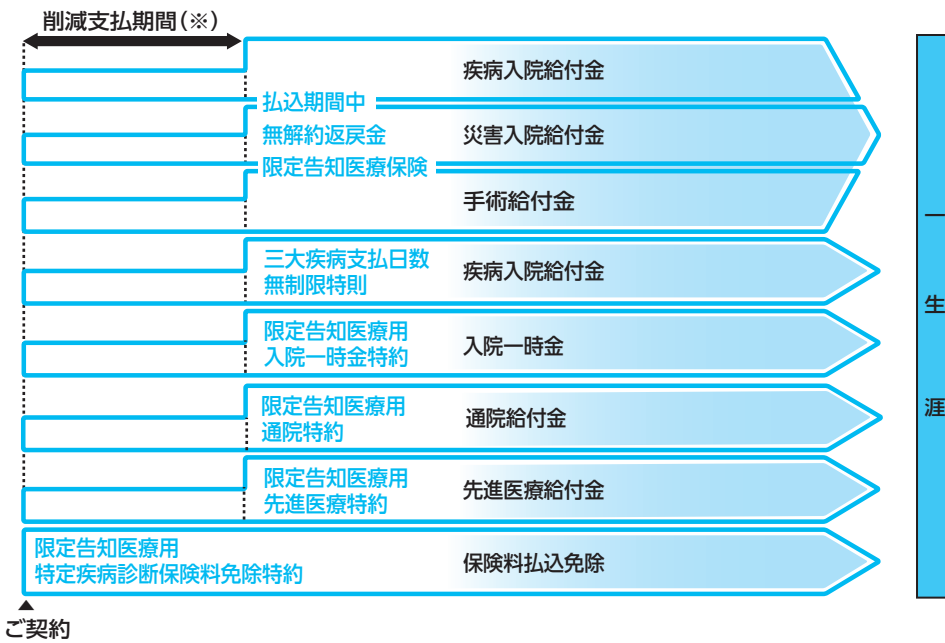 削減支払期間(※)
疾病入院給付金
払込期間中
無解約返戻金
限定告知医療保険
災害入院給付金
手術給付金
三大疾病支払日数
無制限特則
疾病入院給付金
限定告知医療用
入院一時金特約
入院一時金
限定告知医療用
通院特約
通院給付金
限定告知医療用
先進医療特約
先進医療給付金
限定告知医療用
特定疾病診断保険料免除特約
保険料払込免除
一生涯
▲
ご契約